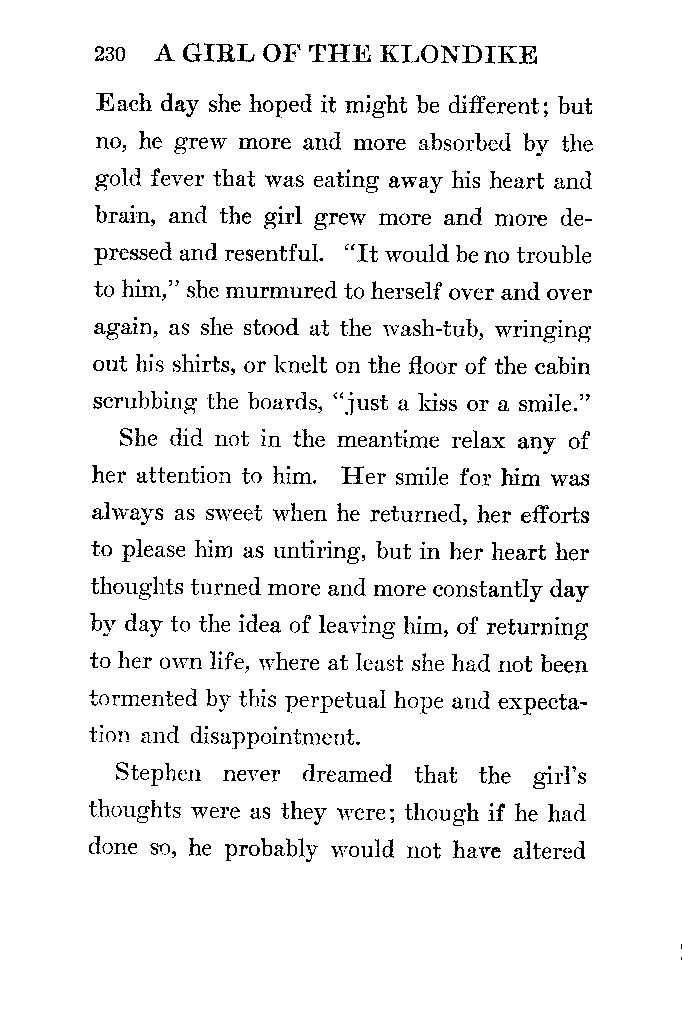 230 A GIRL OF THE KLONDIKE
Each day she hoped it might be different; but
no, he grew more and more absorbed by the
gold fever that was eating away his heart and
brain, and the girl grew more and more de-
pressed and resentful. "It would be no trouble
to him," she murmured to herself over and over
again, as she stood at the wash-tub, wringing
out his shirts, or knelt on the floor of the cabin
scrubbing the boards, "just a kiss or a smile."
She did not in the meantime relax any of
her attention to him. Her smile for him was
always as sweet when he returned, her efforts
to please him as untiring, but in her heart her
thoughts turned more and more constantly day
by day to the idea of leaving him, of returning
to her own life, where at least she had not been
tormented by this perpetual hope and expecta-
tion and disappointment.
Stephen never dreamed that the girl's
thoughts were as they were; though if he had
done so, he probably would not have altered